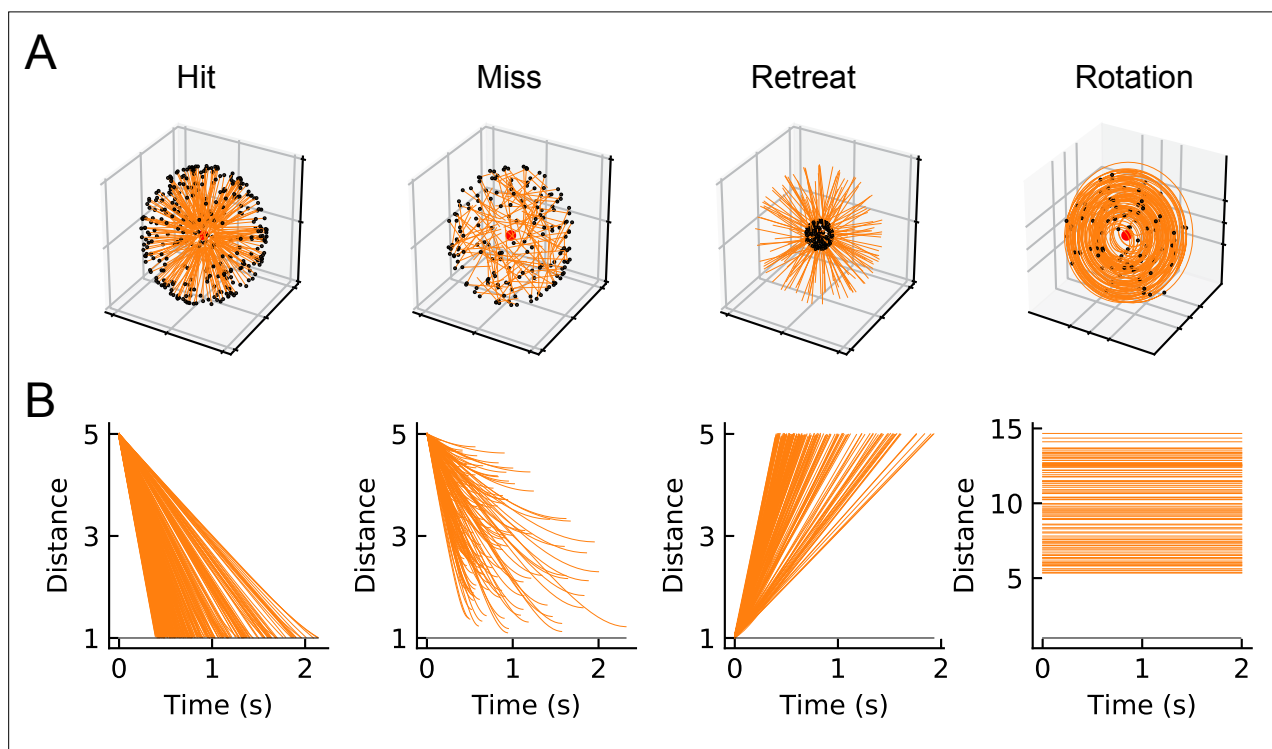 A
Hit Miss Retreat Rotation
B
5 3 1 Distance 0 1 2 Time (s)
5 3 1 Distance 0 1 2 Time (s)
5 3 1 Distance 0 1 2 Time (s)
15 10 5 Distance 0 1 2 Time (s)